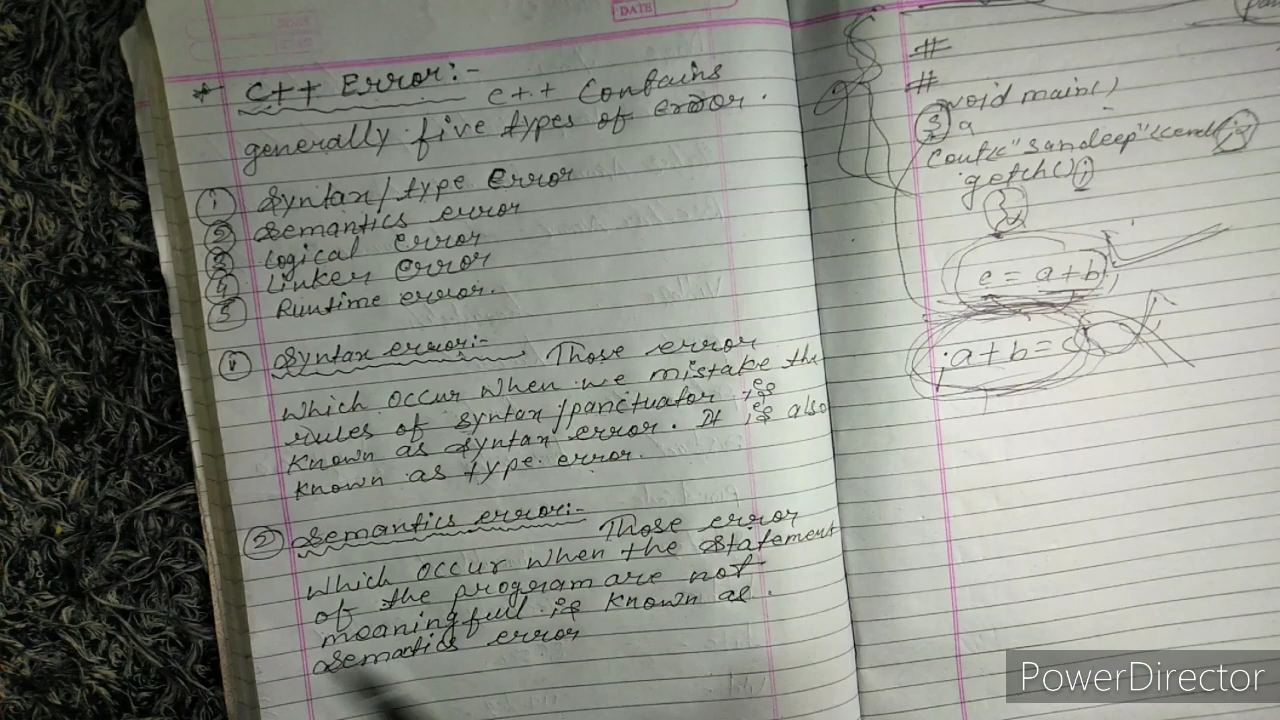 DATE
* C++ Error:-
C++ Contains
generally five types of error.
① Syntax/type error
② Semantics error
③ Logical error
④ Linker error
⑤ Runtime error.
① Syntax error:- Those error
which occur when we mistake the
rules of syntax/panctuator is
known as syntax error. It is also
known as type error.
② Semantics error:-
Those error
which occur when the statement
of the program are not
meaningfull is known as
Semantics error
#
#
void main()
{
cout<<"sandeep"<<endl;
getch();
}
c = a+b
;a+b=c
PowerDirector